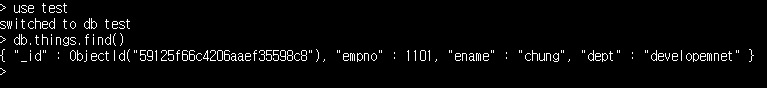 > use test
switched to db test
> db.things.find()
{ "_id" : ObjectId("59125f66c4206aaef35598c8"), "empno" : 1101, "ename" : "chung", "dept" : "developemnet" }
>